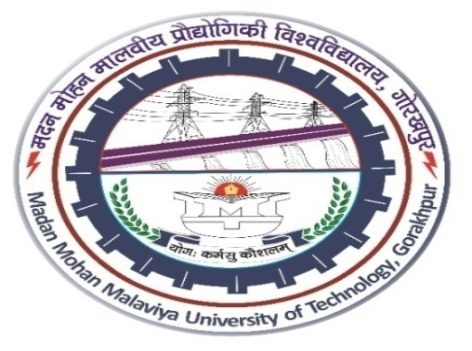 मदन मोहन मालवीय प्रौद्योगिकी विश्वविद्यालय, गोरखपुर
योगः कर्मसु कौशलम्
Madan Mohan Malaviya University of Technology, Gorakhpur